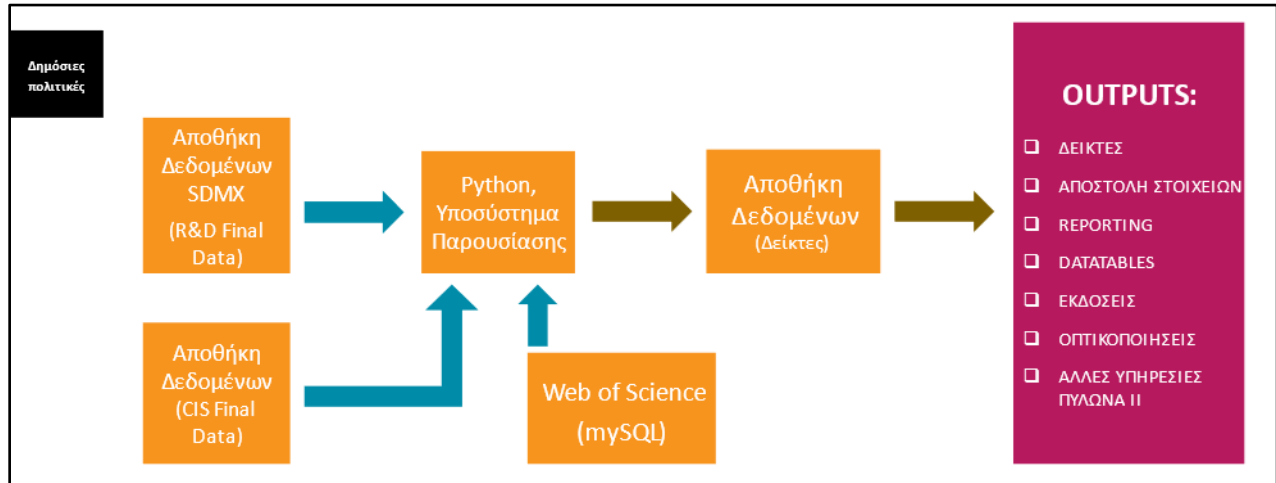 Δημόσιες
πολιτικές
Αποθήκη
Δεδομένων
SDMX
(R&D Final
Data)
Αποθήκη
Δεδομένων
(CIS Final
Data)
Python,
Υποσύστημα
Παρουσίασης
Web of Science
(mySQL)
Αποθήκη
Δεδομένων
(Δείκτες)
OUTPUTS:
ΔΕΙΚΤΕΣ
ΑΠΟΣΤΟΛΗ ΣΤΟΙΧΕΙΩΝ
REPORTING
DATATABLES
ΕΚΔΟΣΕΙΣ
ΟΠΤΙΚΟΠΟΙΗΣΕΙΣ
ΑΛΛΕΣ ΥΠΗΡΕΣΙΕΣ
ΠΥΛΩΝΑ ΙΙ